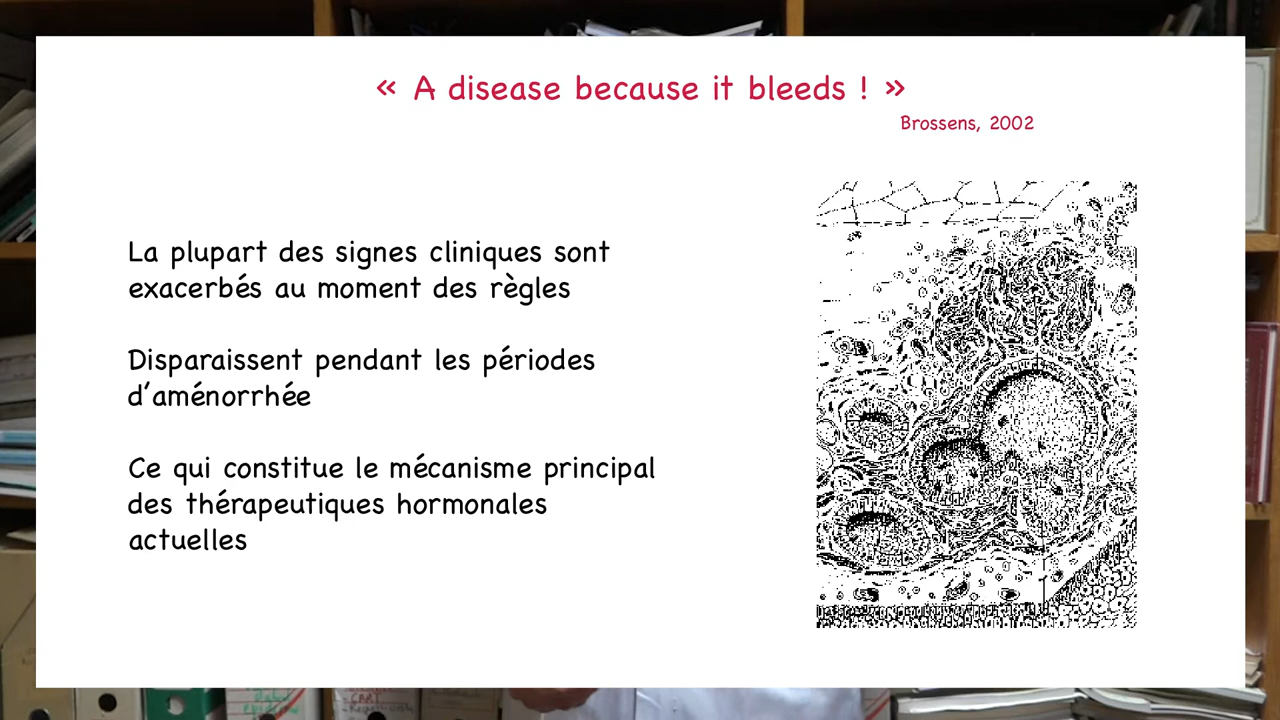 « A disease because it bleeds ! »
Brossens, 2002
La plupart des signes cliniques sont
exacerbés au moment des règles
Disparaissent pendant les périodes
d'aménorrhée
Ce qui constitue le mécanisme principal
des thérapeutiques hormonales
actuelles